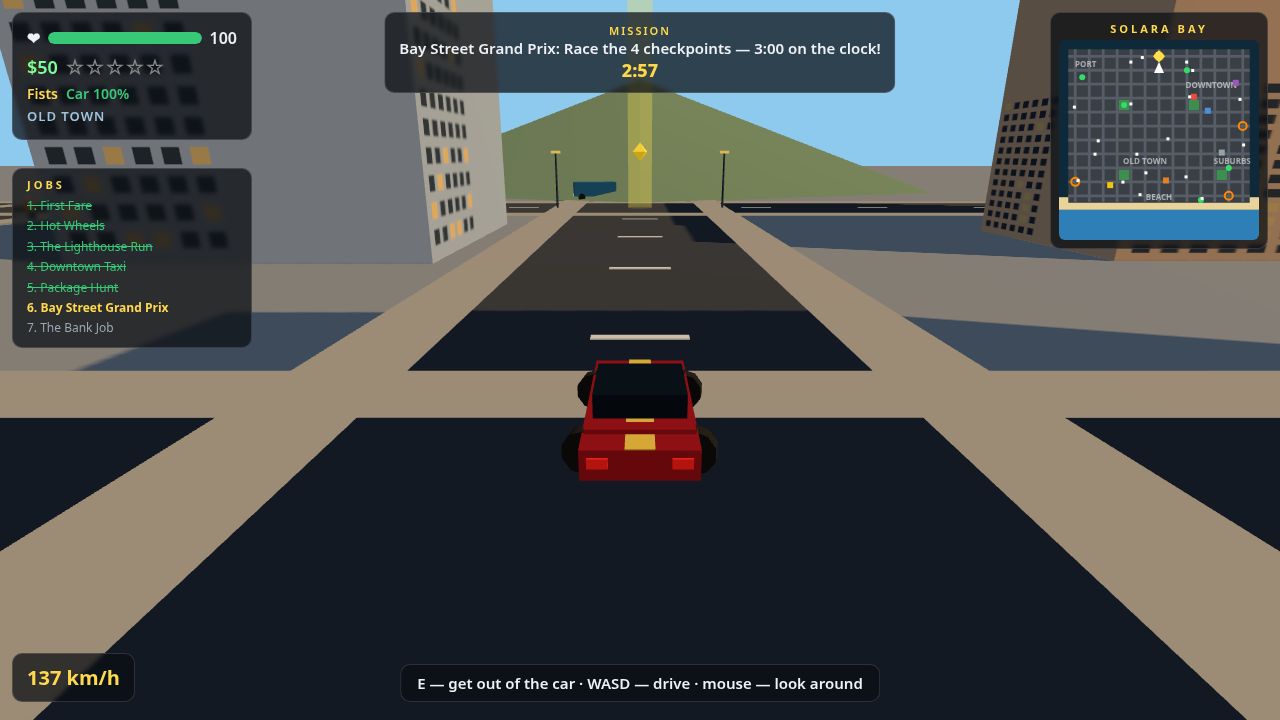 100
$50 ☆☆☆☆☆
Fists Car 100%
OLD TOWN
JOBS
1. First Fare
2. Hot Wheels
3. The Lighthouse Run
4. Downtown Taxi
5. Package Hunt
6. Bay Street Grand Prix
7. The Bank Job
MISSION
Bay Street Grand Prix: Race the 4 checkpoints — 3:00 on the clock!
2:57
SOLARA BAY
PORT
DOWNTOWN
OLD TOWN
SUBURBS
BEACH
137 km/h
E — get out of the car · WASD — drive · mouse — look around